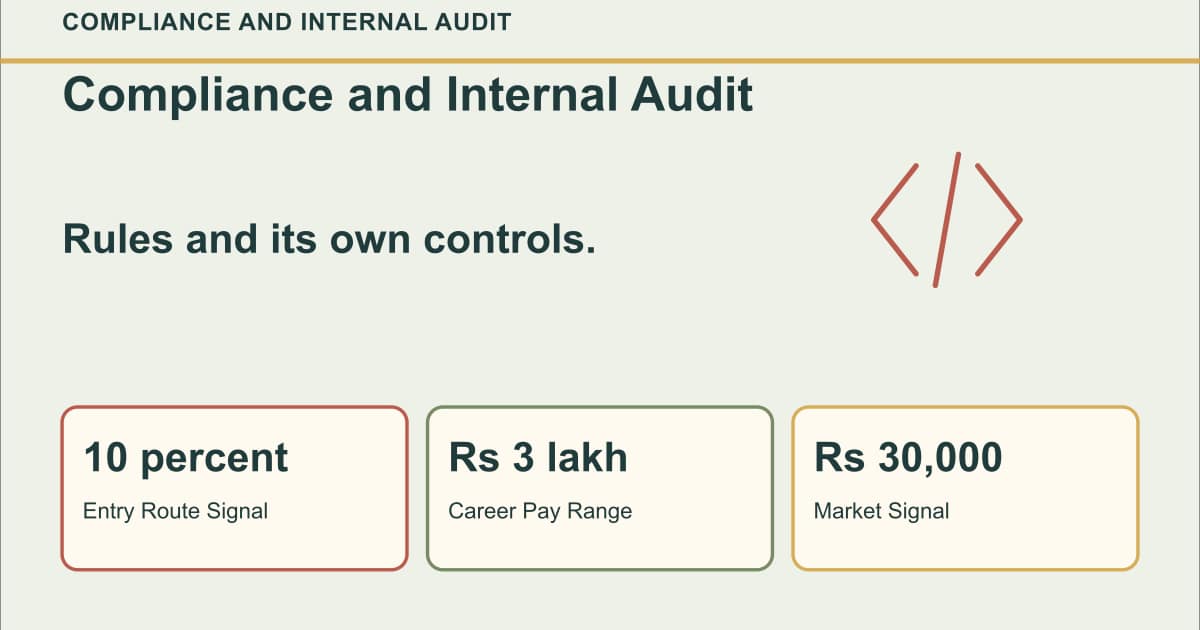 COMPLIANCE AND INTERNAL AUDIT
Compliance and Internal Audit
Rules and its own controls.
10 percent
Entry Route Signal
Rs 3 lakh
Career Pay Range
Rs 30,000
Market Signal